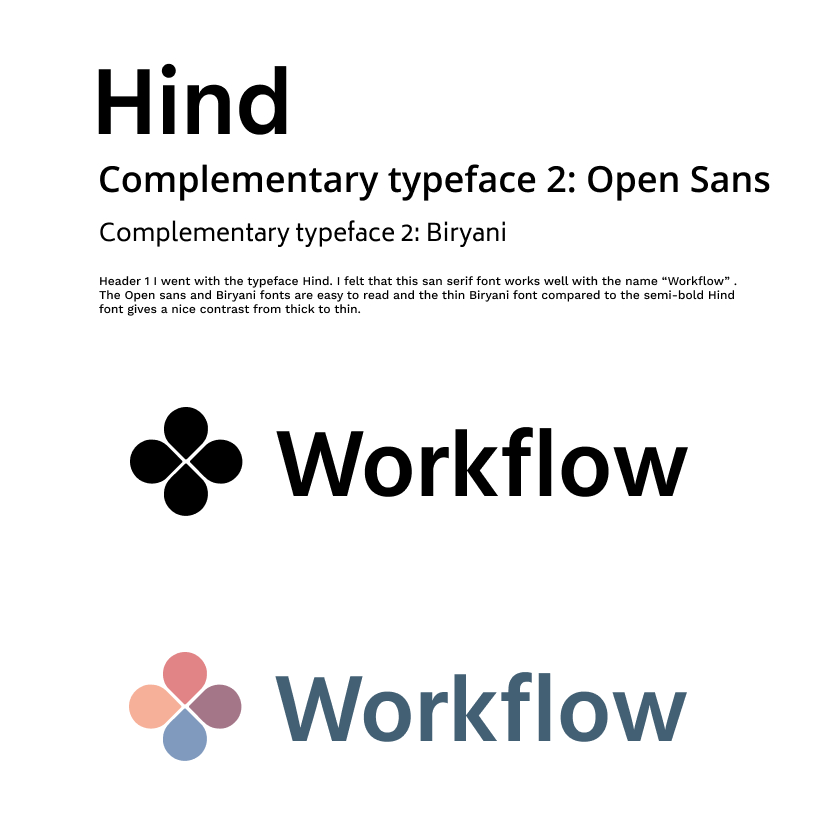 Hind
Complementary typeface 2: Open Sans
Complementary typeface 2: Biryani
Header 1 I went with the typeface Hind. I felt that this san serif font works well with the name “Workflow” .
The Open sans and Biryani fonts are easy to read and the thin Biryani font compared to the semi-bold Hind
font gives a nice contrast from thick to thin.
Workflow
Workflow